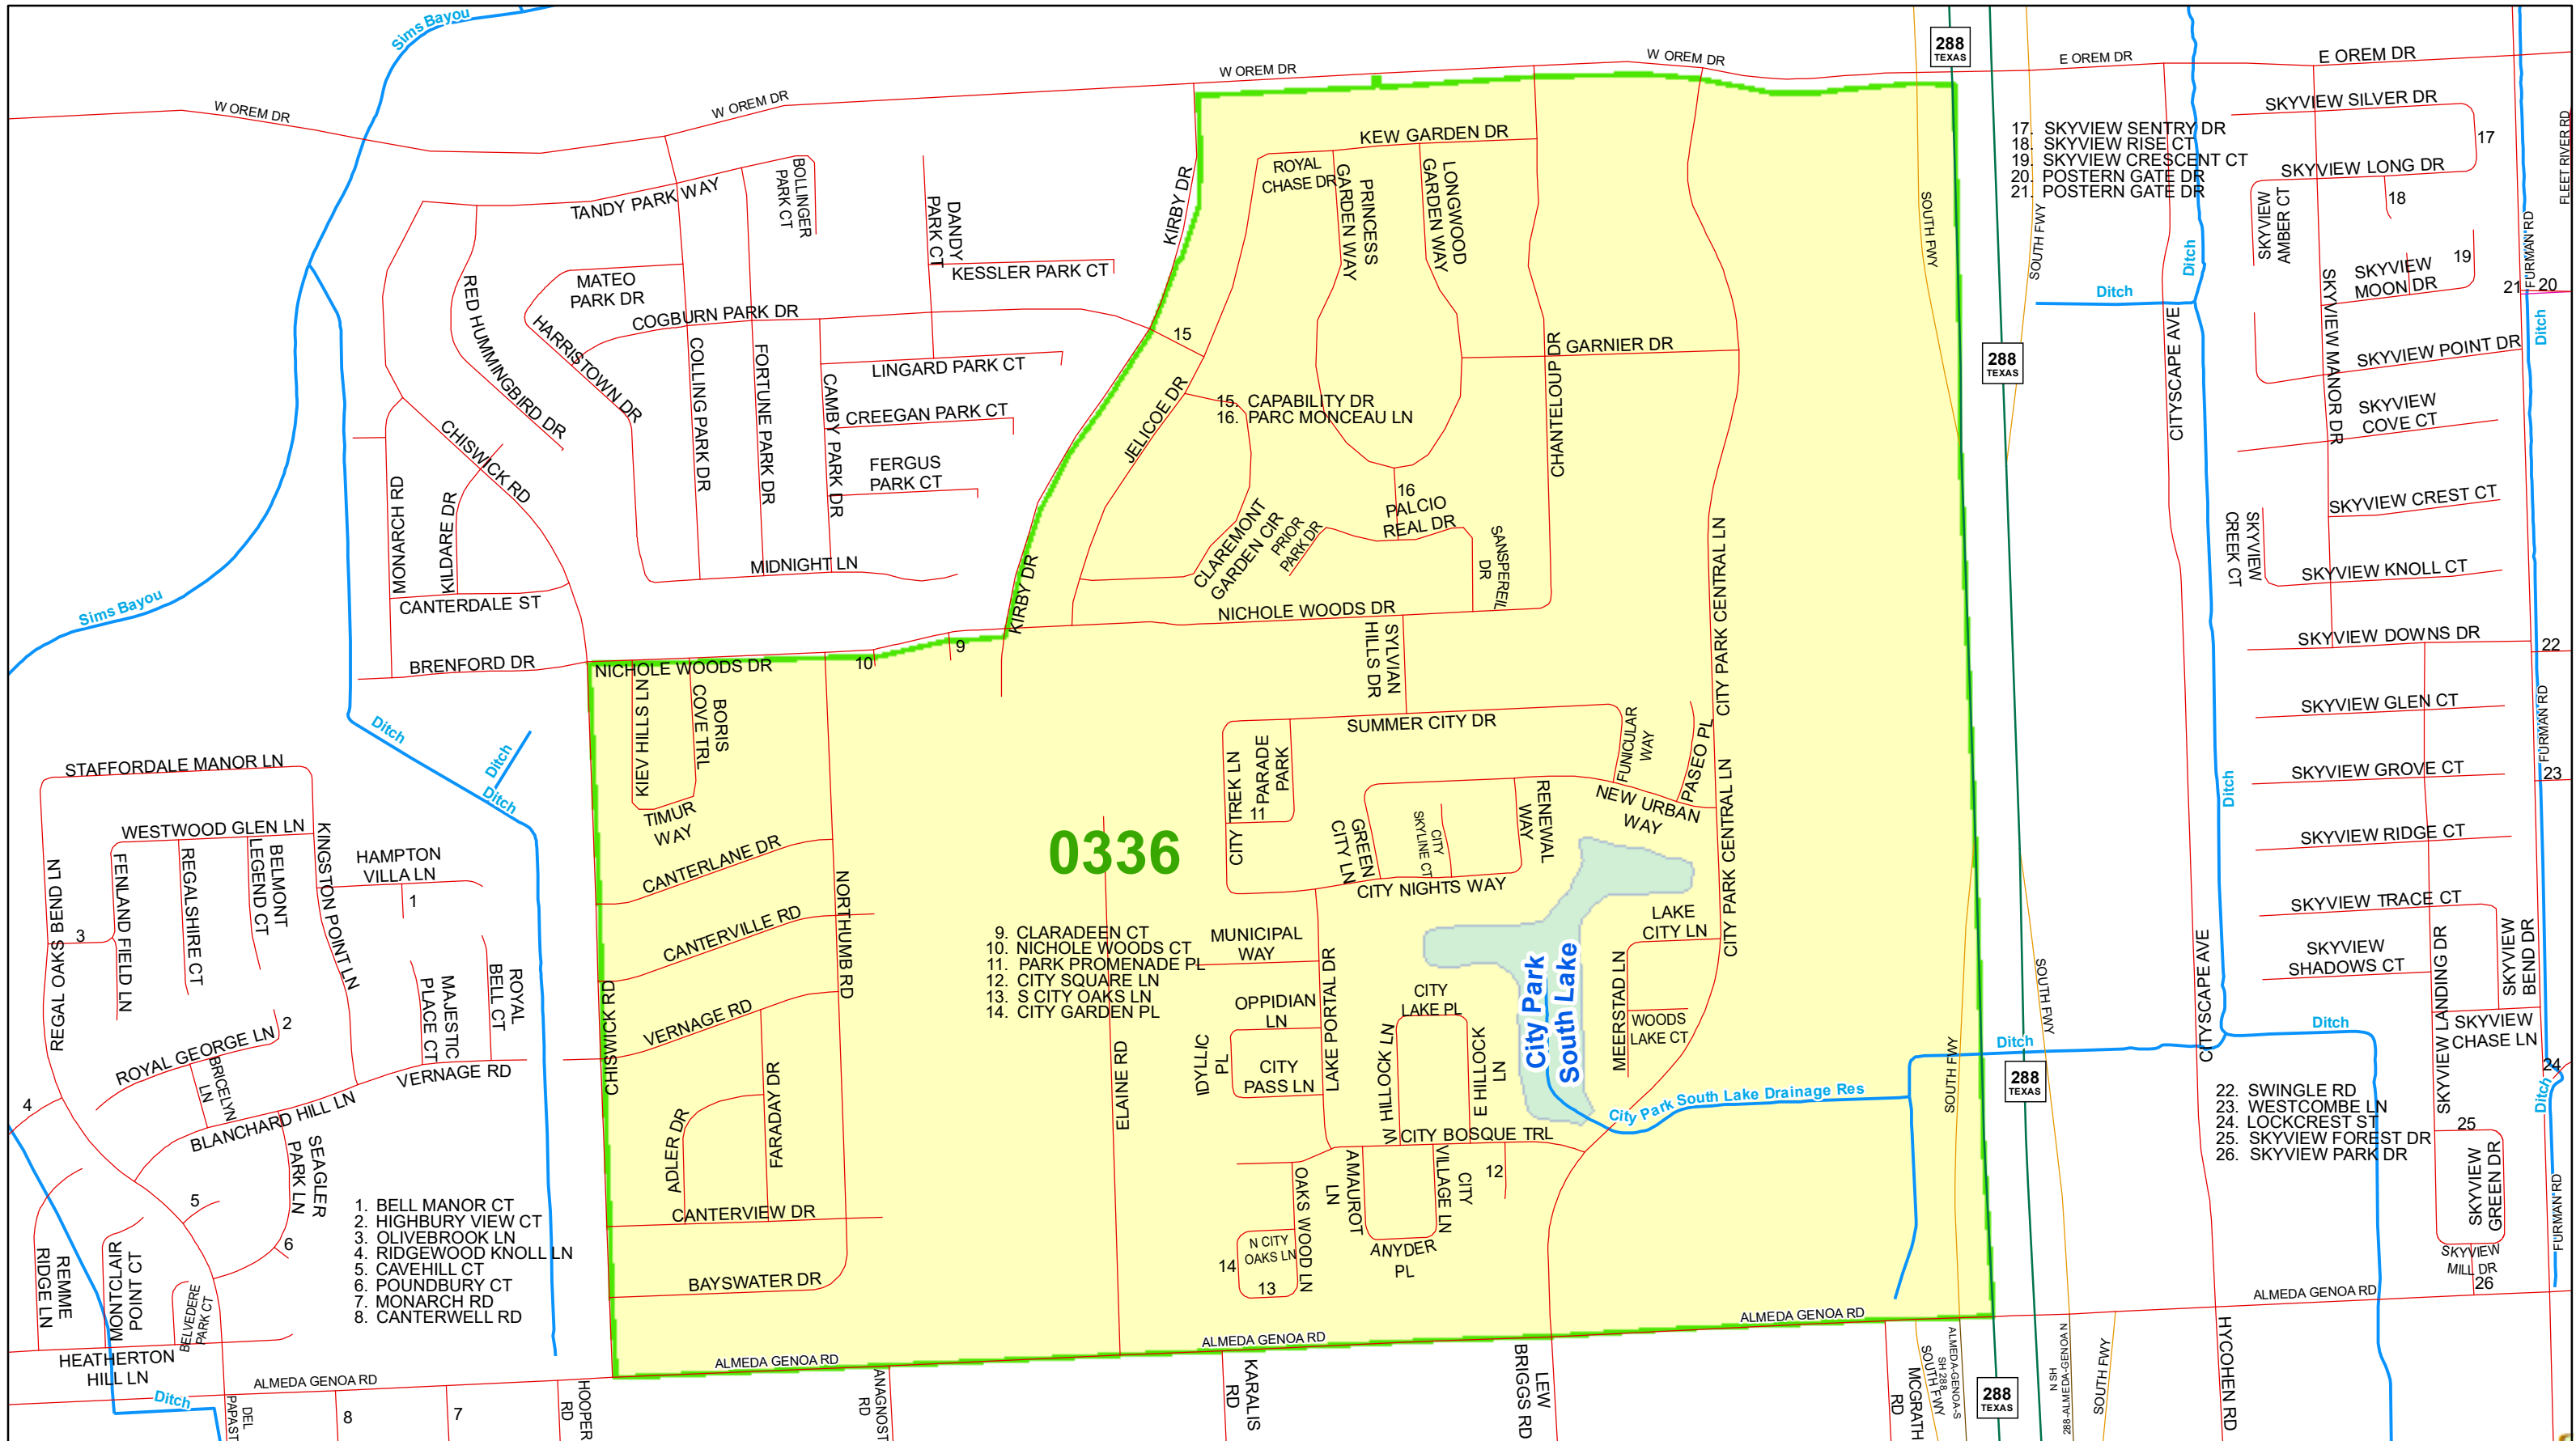 Sims Bayou
W OREM DR
W OREM DR
W OREM DR
W OREM DR
288
TEXAS
E OREM DR
E OREM DR
SKYVIEW SILVER DR
17. SKYVIEW SENTRY DR
18. SKYVIEW RISE CT
19. SKYVIEW CRESCENT CT
20. POSTERN GATE DR
21. POSTERN GATE DR
17
FLEET RIVER RD
SKYVIEW LONG DR
18
SKYVIEW
AMBER CT
FURMAN RD
KEW GARDEN DR
ROYAL
CHASE DR
PRINCESS
GARDEN WAY
LONGWOOD
GARDEN WAY
KIRBY DR
TANDY PARK WAY
BOLLINGER
PARK CT
DANDY
PARK CT
KESSLER PARK CT
SOUTH FWY
SOUTH FWY
Ditch
Ditch
SKYVIEW
MOON DR
19
21
20
Ditch
RED HUMMINGBIRD DR
MATEO
PARK DR
HARRISTOWN DR
COGBURN PARK DR
COLLING PARK DR
FORTUNE PARK DR
CAMBY PARK DR
LINGARD PARK CT
CREEGAN PARK CT
FERGUS
PARK CT
15
JELICOE DR
GARNIER DR
CHANTELOUP DR
288
TEXAS
CITYSCAPE AVE
SKYVIEW MANOR DR
SKYVIEW POINT DR
SKYVIEW
COVE CT
15. CAPABILITY DR
16. PARC MONCEAU LN
CHISWICK RD
MONARCH RD
KILDARE DR
MIDNIGHT LN
CANTERDALE ST
Sims Bayou
CLAREMONT
GARDEN CIR
PRIOR
PARK DR
16
PALCIO
REAL DR
SANSPEREIL
DR
CITY PARK CENTRAL LN
SKYVIEW CREST CT
SKYVIEW
CREEK CT
SKYVIEW KNOLL CT
KIRBY DR
NICHOLE WOODS DR
SYLVIAN
HILLS DR
SKYVIEW DOWNS DR
22
BRENFORD DR
NICHOLE WOODS DR
10
9
KIEV HILLS LN
BORIS
COVE TRL
TIMUR
WAY
Ditch
Ditch
Ditch
SUMMER CITY DR
FUNICULAR
WAY
PASEO PL
SKYVIEW GLEN CT
FURMAN RD
SKYVIEW GROVE CT
23
Ditch
STAFFORDALE MANOR LN
CITY TREK LN
PARADE
PARK
11
GREEN
CITY LN
CITY
SKYLINE CT
RENEWAL
WAY
NEW URBAN
WAY
CITY PARK CENTRAL LN
SKYVIEW RIDGE CT
WESTWOOD GLEN LN
KINGSTON POINT LN
HAMPTON
VILLA LN
1
REGAL OAKS BEND LN
FENLAND FIELD LN
REGALSHIRE CT
BELMONT
LEGEND CT
3
CANTERLANE DR
0336
CITY NIGHTS WAY
SKYVIEW TRACE CT
CANTERVILLE RD
NORTHUMB RD
9. CLARADEEN CT
10. NICHOLE WOODS CT
11. PARK PROMENADE PL
12. CITY SQUARE LN
13. S CITY OAKS LN
14. CITY GARDEN PL
MUNICIPAL
WAY
LAKE
CITY LN
City Park
South Lake
SKYVIEW
SHADOWS CT
SKYVIEW LANDING DR
SKYVIEW
BEND DR
CITYSCAPE AVE
SOUTH FWY
MAJESTIC
PLACE CT
ROYAL
BELL CT
CHISWICK RD
VERNAGE RD
OPPIDIAN
LN
LAKE PORTAL DR
CITY
LAKE PL
MEERSTAD LN
WOODS
LAKE CT
2
ROYAL GEORGE LN
BRICELYN
LN
VERNAGE RD
ELAINE RD
IDYLLIC
PL
CITY
PASS LN
W HILLOCK LN
E HILLOCK
LN
SOUTH FWY
Ditch
Ditch
SKYVIEW
CHASE LN
24
4
BLANCHARD HILL LN
City Park South Lake Drainage Res
288
TEXAS
22. SWINGLE RD
23. WESTCOMBE LN
24. LOCKCREST ST
25. SKYVIEW FOREST DR
26. SKYVIEW PARK DR
Ditch
25
SEAGLER
PARK LN
ADLER DR
FARADAY DR
CITY BOSQUE TRL
AMAUROT
LN
CITY
VILLAGE LN
12
OAKS WOOD LN
SKYVIEW
GREEN DR
FURMAN RD
5
6
1. BELL MANOR CT
2. HIGHBURY VIEW CT
3. OLIVEBROOK LN
4. RIDGEWOOD KNOLL LN
5. CAVEHILL CT
6. POUNDBURY CT
7. MONARCH RD
8. CANTERWELL RD
CANTERVIEW DR
N CITY
OAKS LN
14
13
ANYDER
PL
SKYVIEW
MILL DR
26
REMME
RIDGE LN
MONTCLAIR
POINT CT
BELVEDERE
PARK CT
BAYSWATER DR
ALMEDA GENOA RD
ALMEDA GENOA RD
HEATHERTON
HILL LN
ALMEDA GENOA RD
ALMEDA GENOA RD
ALMEDA GENOA RD
Ditch
DEL
PAPAST
8
7
HOOPER
RD
ANAGNOST
RD
KARALIS
RD
LEW
BRIGGS RD
MCGRATH
RD
SOUTH FWY
SH 288
ALMEDA-GENOA-S
288
TEXAS
N SH
288-ALMEDA-GENOA N
SOUTH FWY
HYCOHEN RD